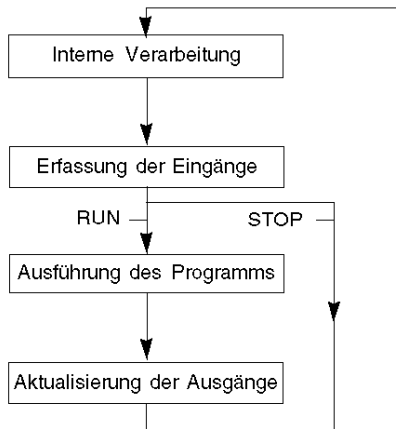 Interne Verarbeitung
Erfassung der Eingänge
RUN
STOP
Ausführung des Programms
Aktualisierung der Ausgänge